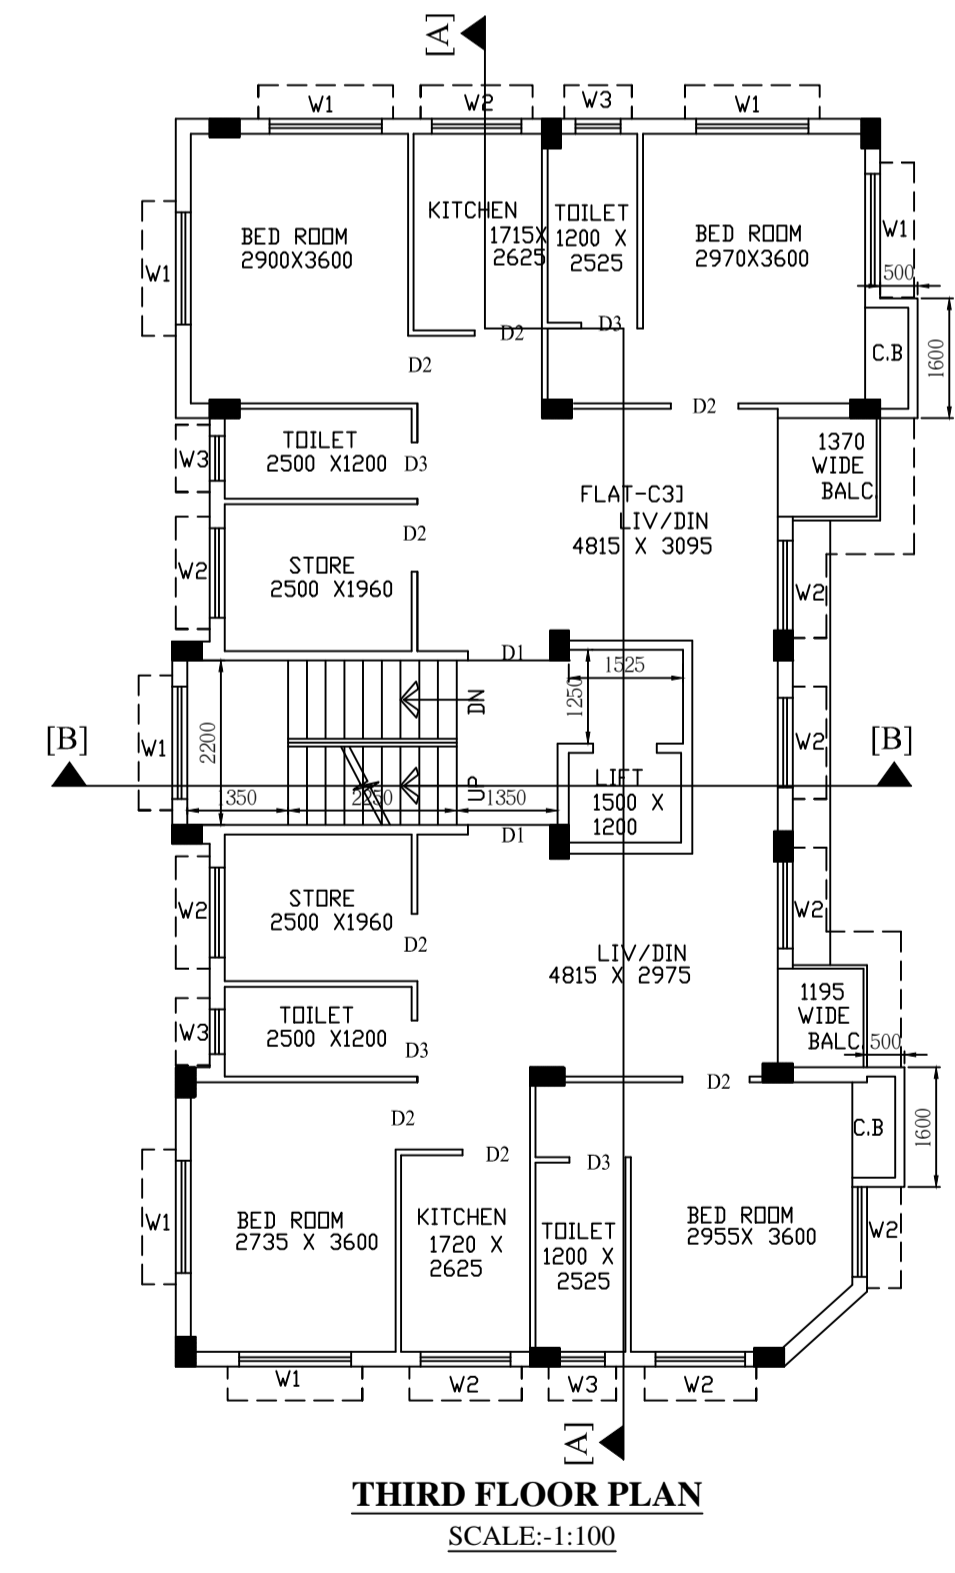 [A]
W1
W2
W3
W1
KITCHEN
1715X
2625
TOILET
1200 X
2525
BED ROOM
2900X3600
BED ROOM
2970X3600
W1
W1
500
D3
D2
D2
C.B
1600
D2
TOILET
2500 X1200
W3
D3
1370
WIDE
BALC.
FLAT-C3]
LIV/DIN
4815 X 3095
D2
STORE
2500 X1960
W2
W2
D1
1525
1250
DN
2200
[B]
W1
W2
[B]
UP
LIFT
1500 X
1200
350
2250
1350
D1
STORE
2500 X1960
W2
W2
D2
LIV/DIN
4815 X 2975
1195
WIDE
BALC.
500
TOILET
2500 X1200
W3
D3
D2
D2
C.B
1600
D2
D3
BED ROOM
2735 X 3600
KITCHEN
1720 X
2625
TOILET
1200 X
2525
BED ROOM
2955X 3600
W1
W2
W1
W2
W3
W2
[A]
THIRD FLOOR PLAN
SCALE:-1:100